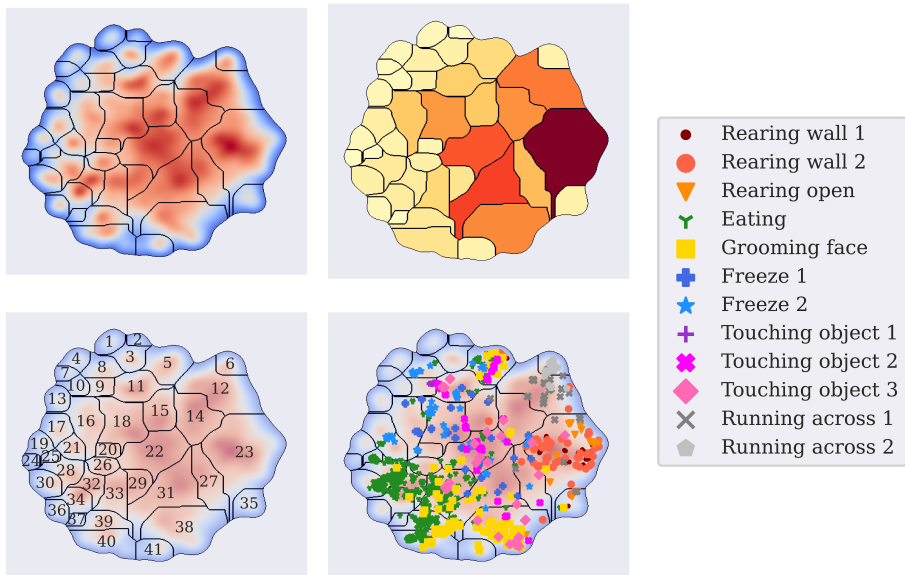 Rearing wall 1
Rearing wall 2
Rearing open
Eating
Grooming face
Freeze 1
Freeze 2
Touching object 1
Touching object 2
Touching object 3
Running across 1
Running across 2
1 2
4 8 3 5 6
7
10 9 11 12
13
17 16 18 15 14
19 21 20 22 23
24 25
28 26
30 32 29 27
34 33 31
36 35
37 39 38
40 41